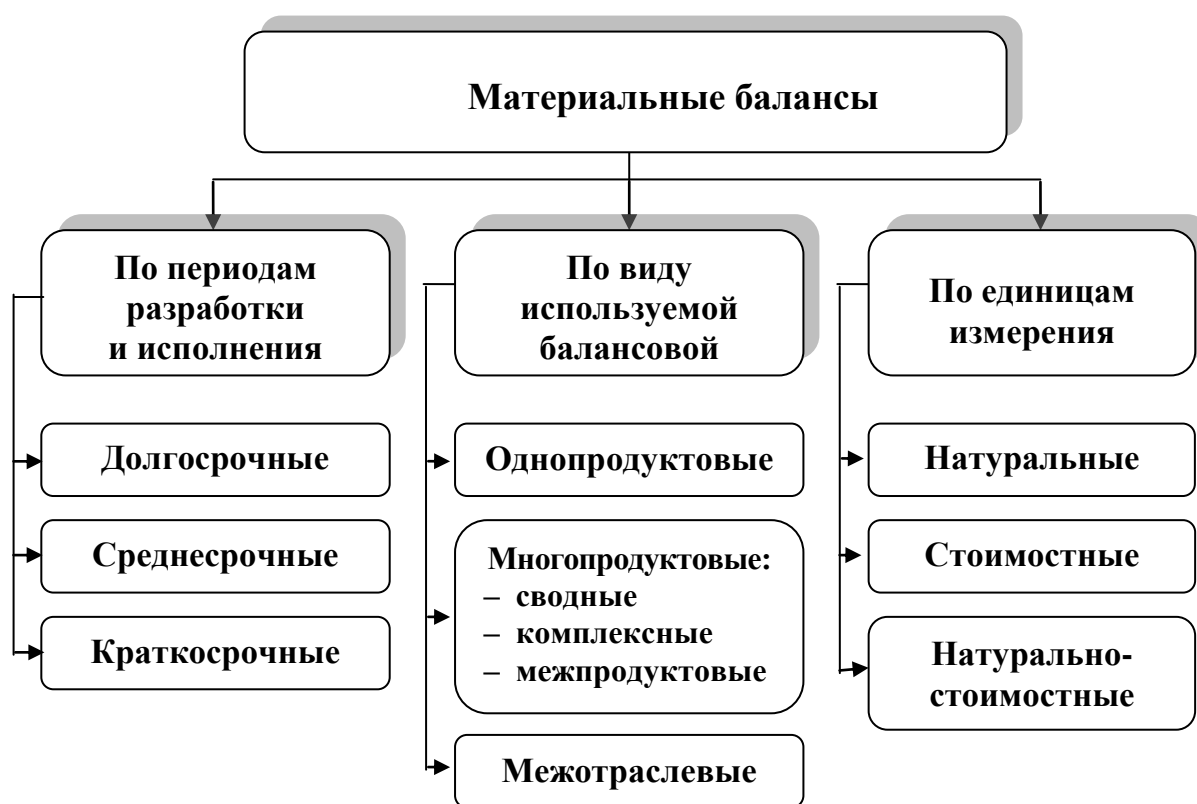 Материальные балансы
По периодам
разработки
и исполнения
Долгосрочные
Среднесрочные
Краткосрочные
По виду
используемой
балансовой
Однопродуктовые
Многопродуктовые:
– сводные
– комплексные
– межпродуктовые
Межотраслевые
По единицам
измерения
Натуральные
Стоимостные
Натурально-
стоимостные